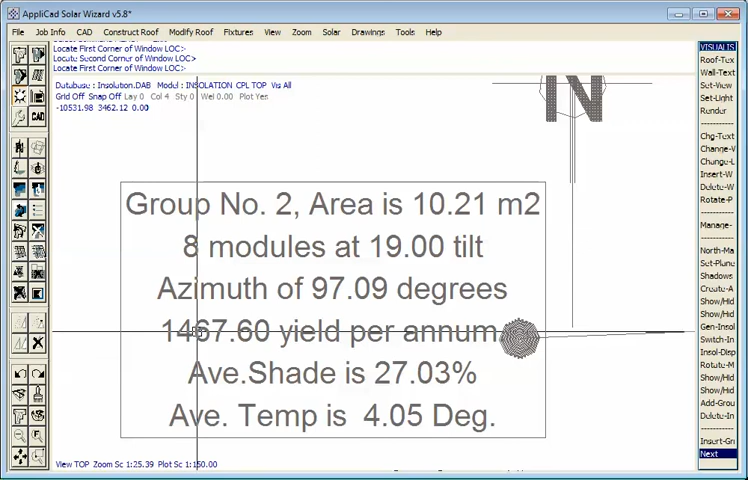 AppliCad Solar Wizard v5.8*
File Job Info CAD Construct Roof Modify Roof Fixtures View Zoom Solar Drawings Tools Help
Locate First Corner of Window LOC:-
Locate Second Corner of Window LOC>
Locate First Corner of Window LOC:-
Database : Insolution.DAB Model : INSOLATION CPL TOP Vis All
Grid Off Snap Off Lay 0 Col 4 Sty 0 Wei 0.00 Plot Yes
-10531.98 3462.12 0.00
N
Group No. 2, Area is 10.21 m2
8 modules at 19.00 tilt
Azimuth of 97.09 degrees
1467.60 yield per annum
Ave.Shade is 27.03%
Ave. Temp is 4.05 Deg.
View TOP Zoom Sc 1:25.39 Plot Sc 1:150.00
CAD
VISUALIS
Roof-Tex
Wall-Text
Set-View
Set-Light
Render
Chg-Text
Change-W
Change-L
Insert-W
Delete-W
Rotate-P
Manage-
North-Ma
Set-Plane
Shadows
Create-A
Show/Hid
Show/Hid
Gen-Insol
Switch-In
Insol-Disp
Rotate-M
Show/Hid
Show/Hid
Add-Grou
Delete-In
Insert-Gr
Next